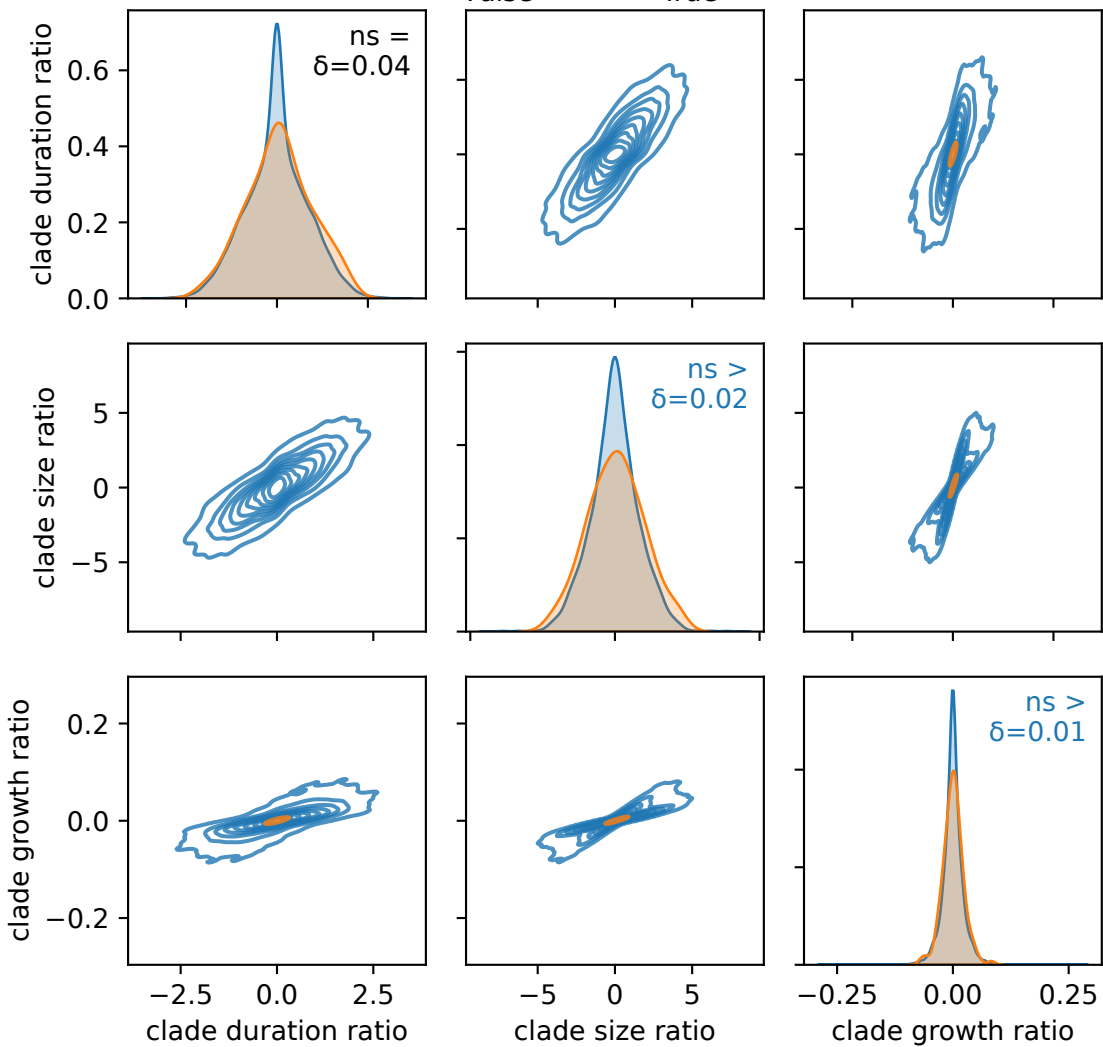 clade duration ratio
0.6
0.4
0.2
0.0
ns =
δ=0.04
clade size ratio
5
0
−5
ns >
δ=0.02
clade growth ratio
0.2
0.0
−0.2
ns >
δ=0.01
−2.5 0.0 2.5
−5 0 5
−0.25 0.00 0.25
clade duration ratio
clade size ratio
clade growth ratio